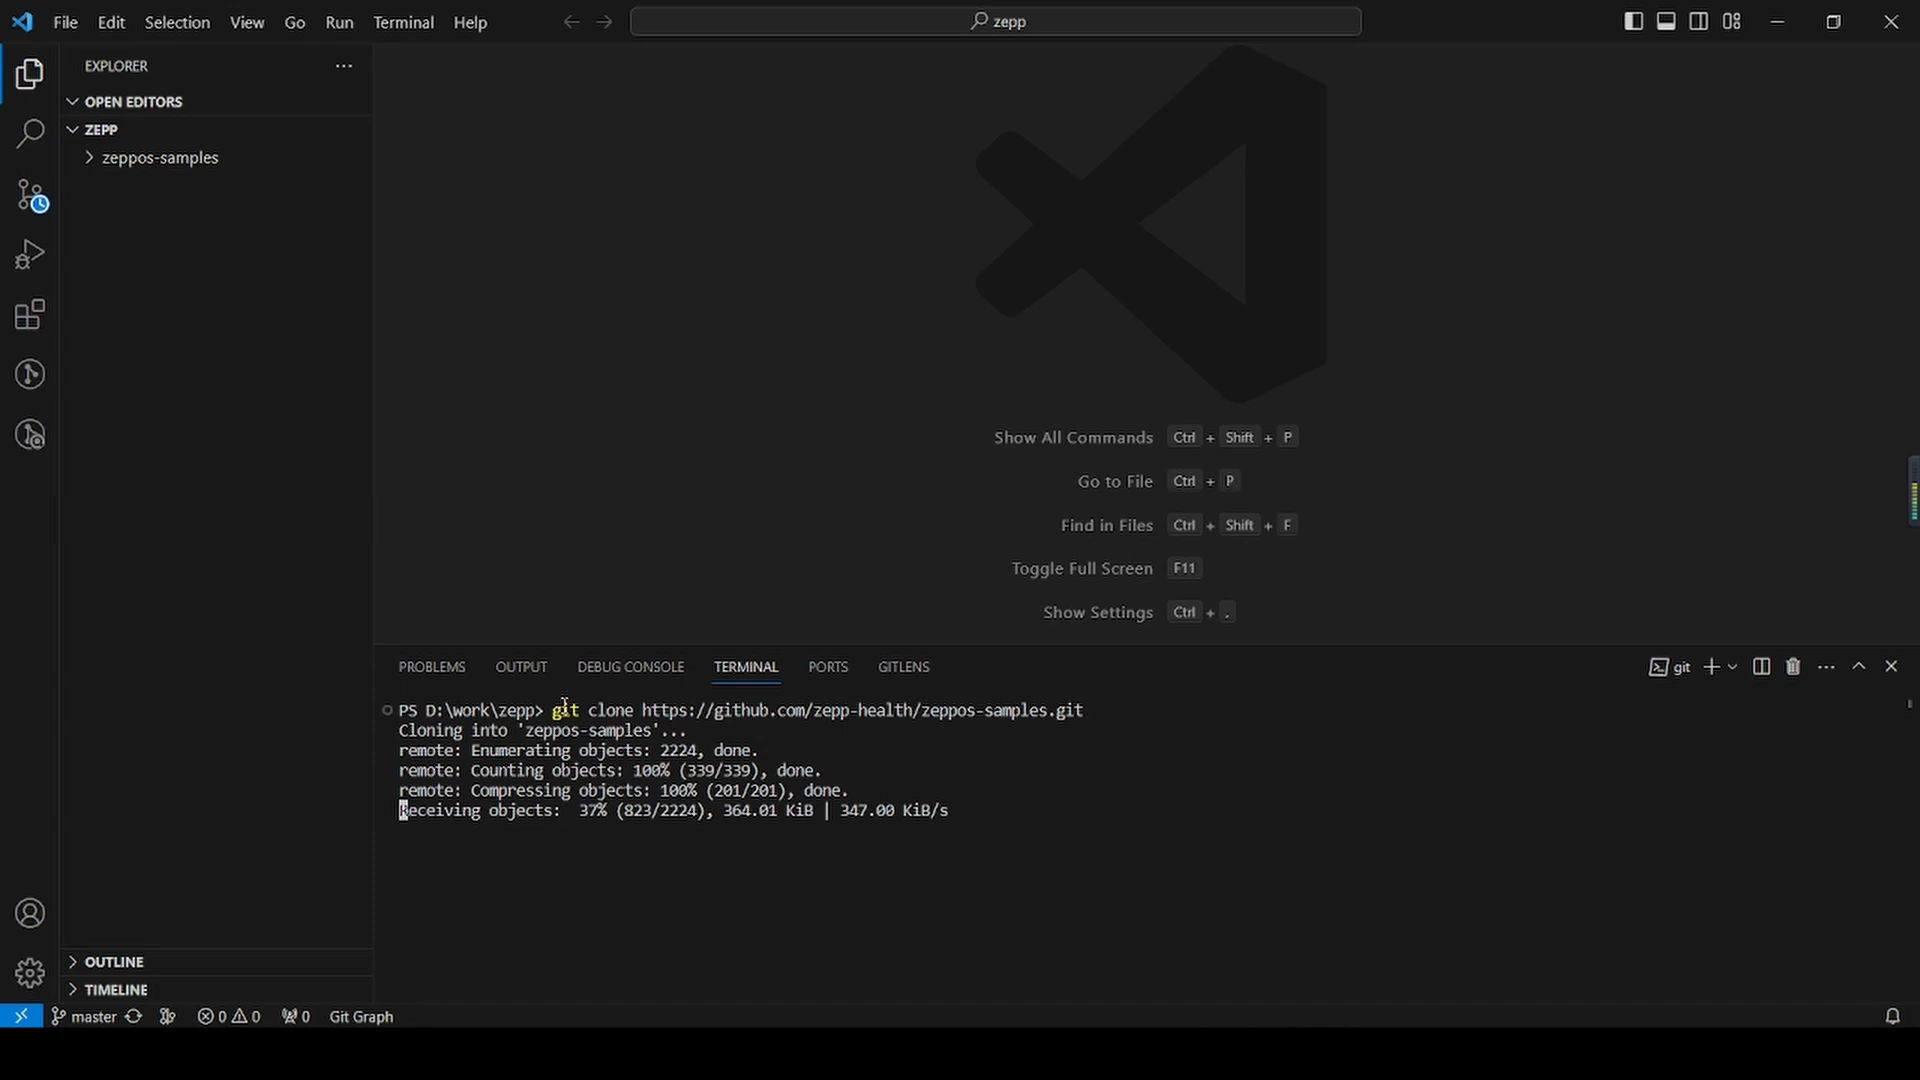 File Edit Selection View Go Run Terminal Help
zepp
EXPLORER
OPEN EDITORS
ZEPP
zeppos-samples
Show All Commands Ctrl + Shift + P
Go to File Ctrl + P
Find in Files Ctrl + Shift + F
Toggle Full Screen F11
Show Settings Ctrl + .
PROBLEMS OUTPUT DEBUG CONSOLE TERMINAL PORTS GITLENS
git
PS D:\work\zepp> git clone https://github.com/zepp-health/zeppos-samples.git
Cloning into 'zeppos-samples'...
remote: Enumerating objects: 2224, done.
remote: Counting objects: 100% (339/339), done.
remote: Compressing objects: 100% (201/201), done.
Receiving objects:  37% (823/2224), 364.01 KiB | 347.00 KiB/s
OUTLINE
TIMELINE
master 0 0 0 Git Graph